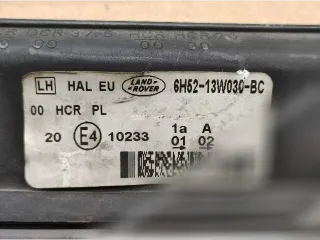 LH HAL EU LAND-ROVER 6H52-13W030-BC
00 HCR PL
20 E4 10233 1a A
01 02